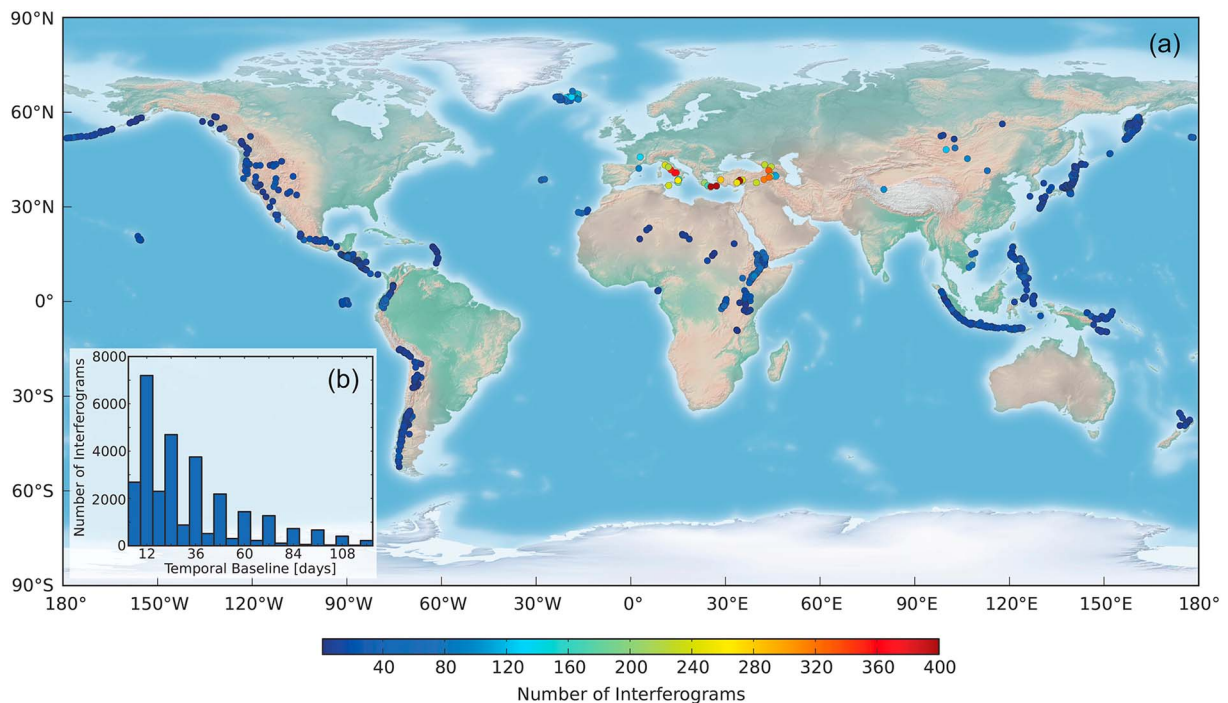 90°N
(a)
60°N
30°N
0°
30°S
60°S
90°S
8000
6000
4000
2000
0
Number of Interferograms
(b)
12 36 60 84 108
Temporal Baseline [days]
180° 150°W 120°W 90°W 60°W 30°W 0° 30°E 60°E 90°E 120°E 150°E 180°
40 80 120 160 200 240 280 320 360 400
Number of Interferograms